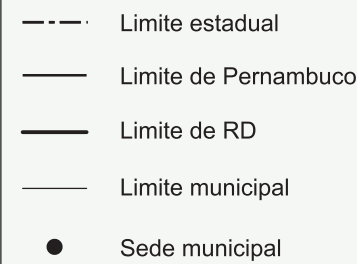 Limite estadual
Limite de Pernambuco
Limite de RD
Limite municipal
Sede municipal